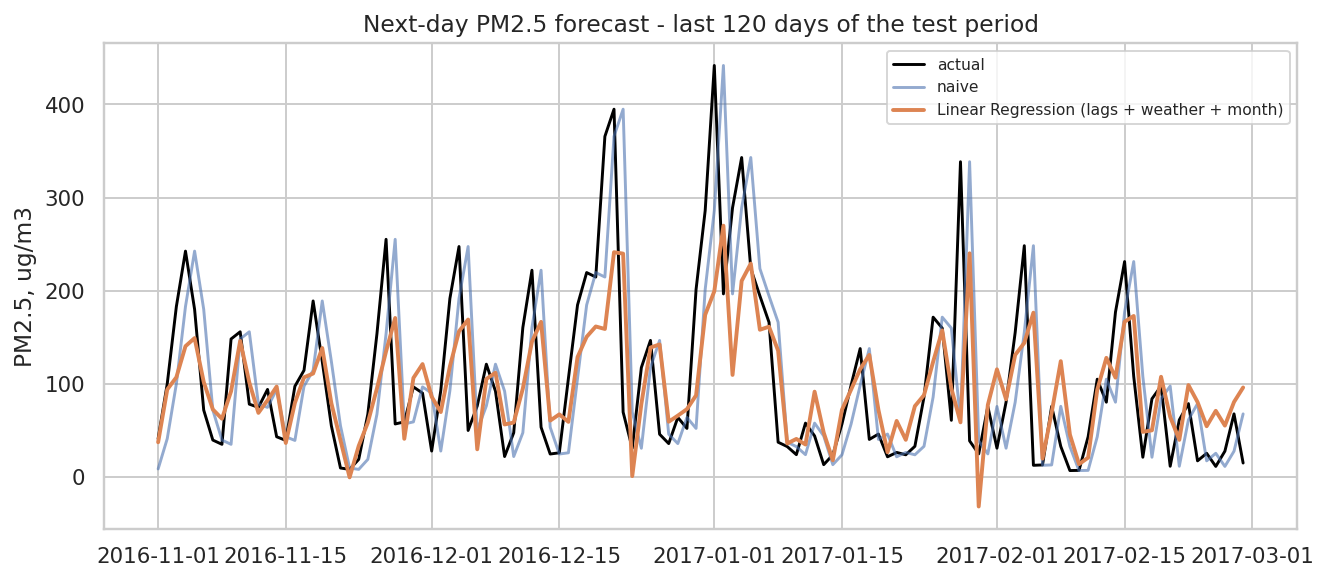 Next-day PM2.5 forecast - last 120 days of the test period
actual
naive
Linear Regression (lags + weather + month)
PM2.5, ug/m3
400
300
200
100
0
2016-11-01 2016-11-15 2016-12-01 2016-12-15 2017-01-01 2017-01-15 2017-02-01 2017-02-15 2017-03-01